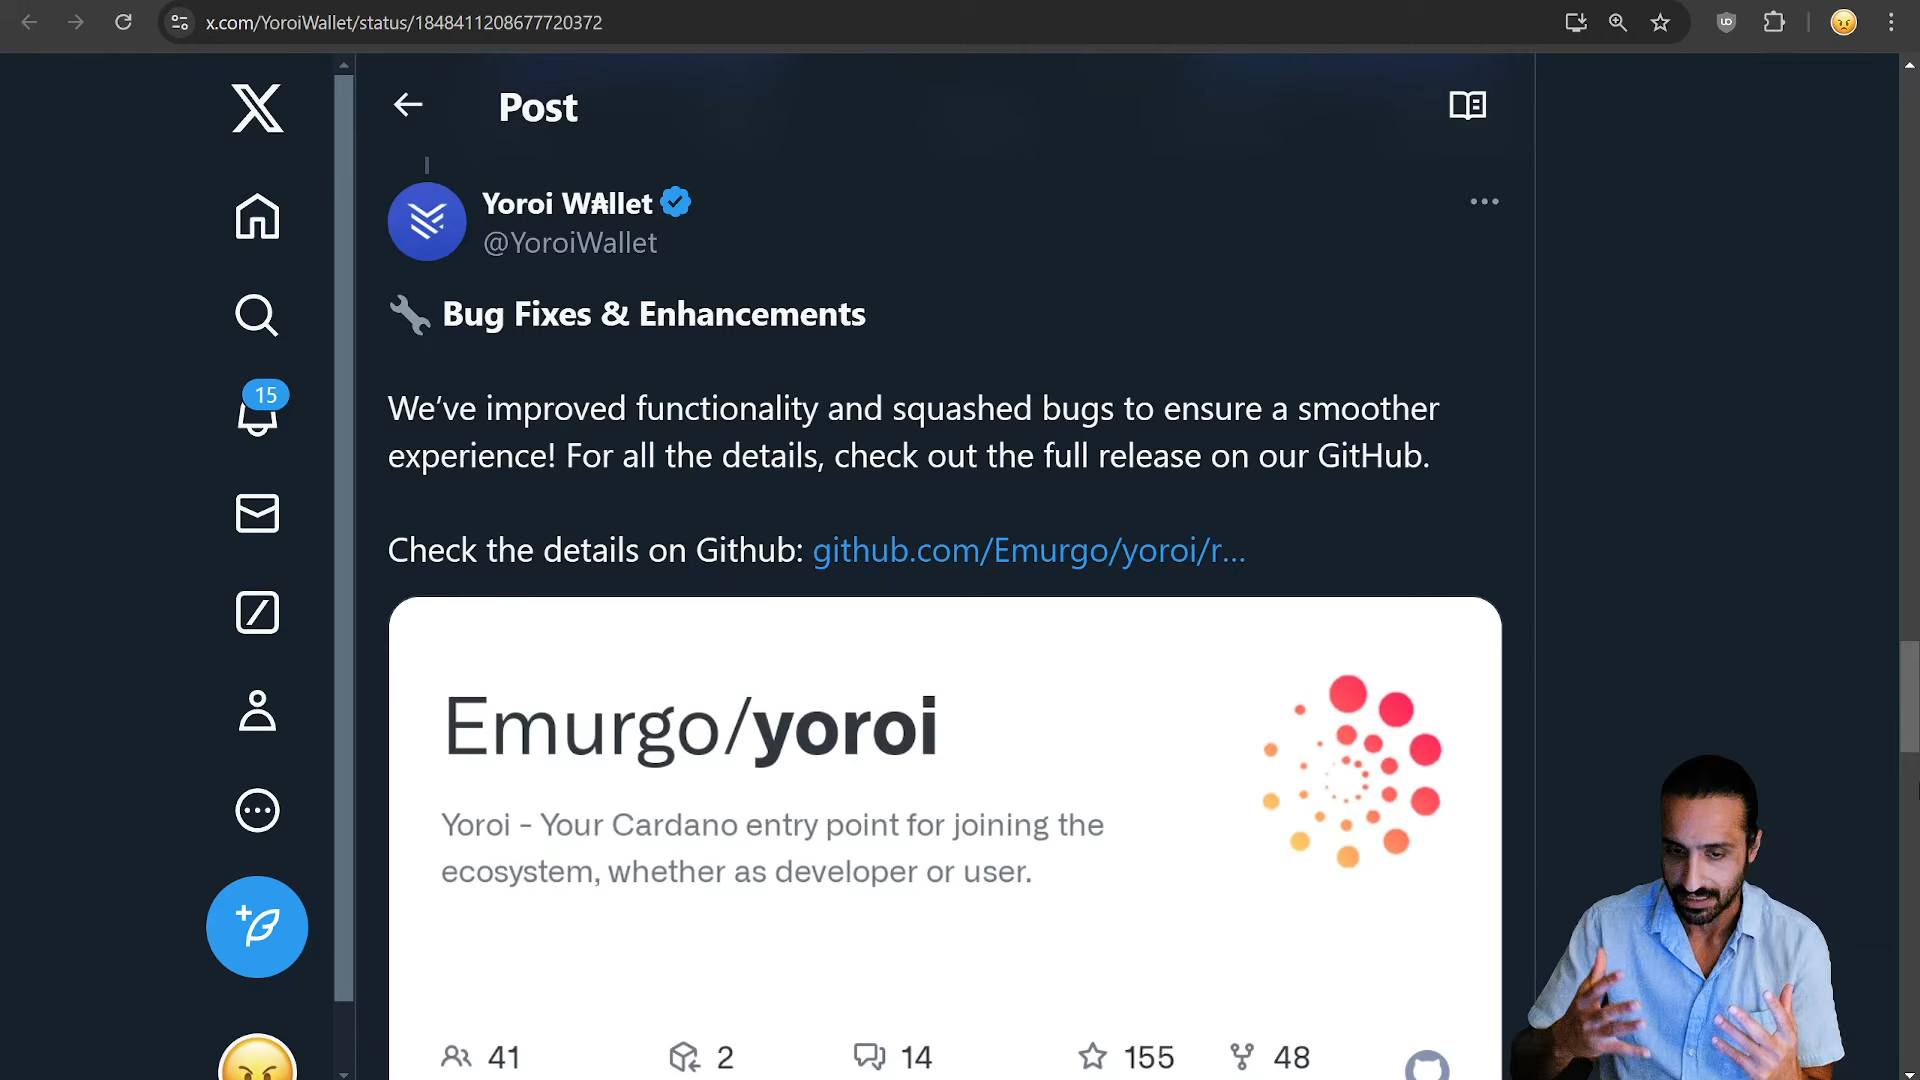 x.com/YoroiWallet/status/1848411208677720372
Post
Yoroi W₳llet
@YoroiWallet
Bug Fixes & Enhancements
15
We’ve improved functionality and squashed bugs to ensure a smoother
experience! For all the details, check out the full release on our GitHub.
Check the details on Github: github.com/Emurgo/yoroi/r…
Emurgo/yoroi
Yoroi - Your Cardano entry point for joining the
ecosystem, whether as developer or user.
41 2 14 155 48